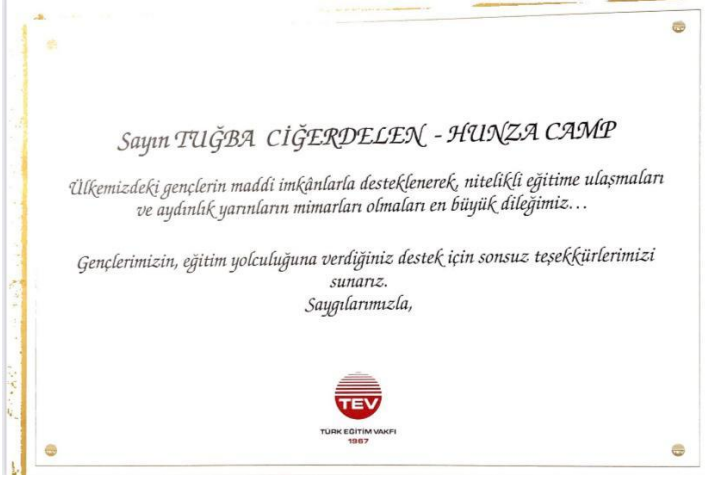 Sayın TUĞBA CİĞERDELEN - HUNZA CAMP
Ülkemizdeki gençlerin maddi imkânlarla desteklenerek, nitelikli eğitime ulaşmaları
ve aydınlık yarınların mimarları olmaları en büyük dileğimiz...
Gençlerimizin, eğitim yolculuğuna verdiğiniz destek için sonsuz teşekkürlerimizi
sunarız.
Saygılarımızla,
TEV
TÜRK EĞİTİM VAKFI
1967